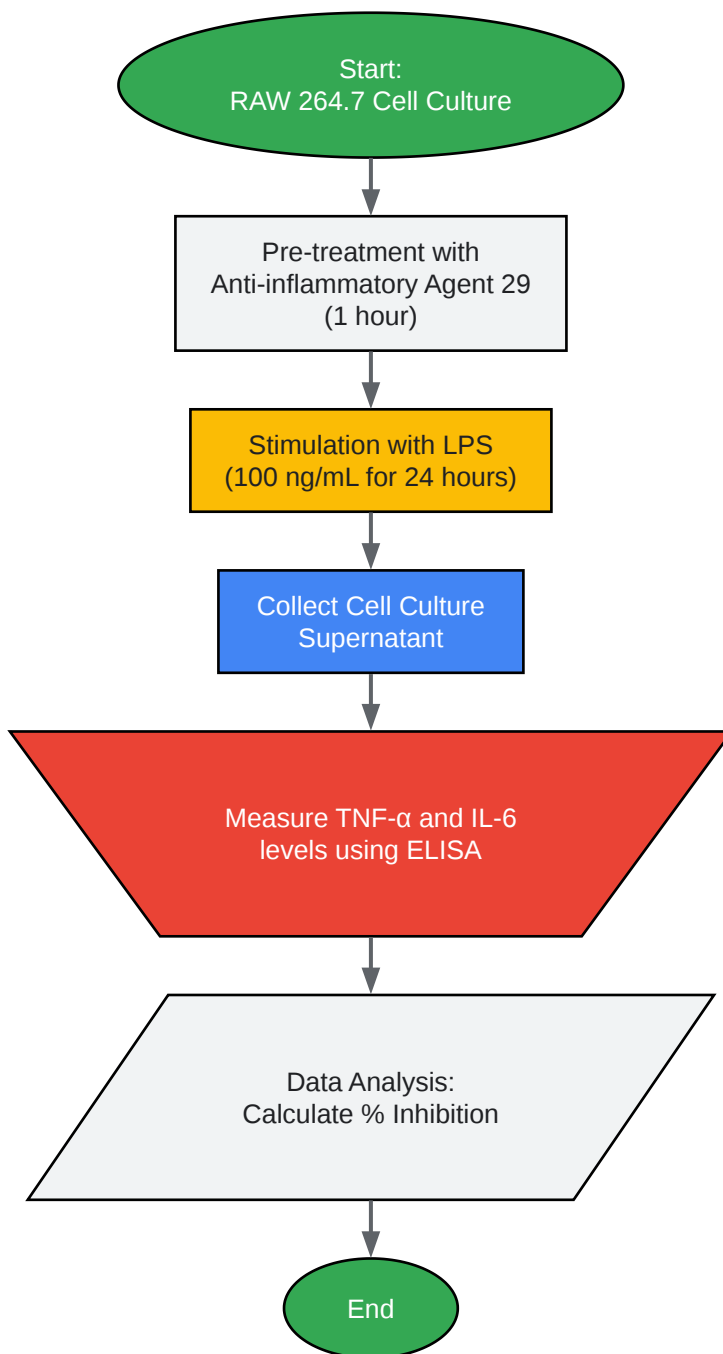 Start:
RAW 264.7 Cell Culture
Pre-treatment with
Anti-inflammatory Agent 29
(1 hour)
Stimulation with LPS
(100 ng/mL for 24 hours)
Collect Cell Culture
Supernatant
Measure TNF-α and IL-6
levels using ELISA
Data Analysis:
Calculate % Inhibition
End